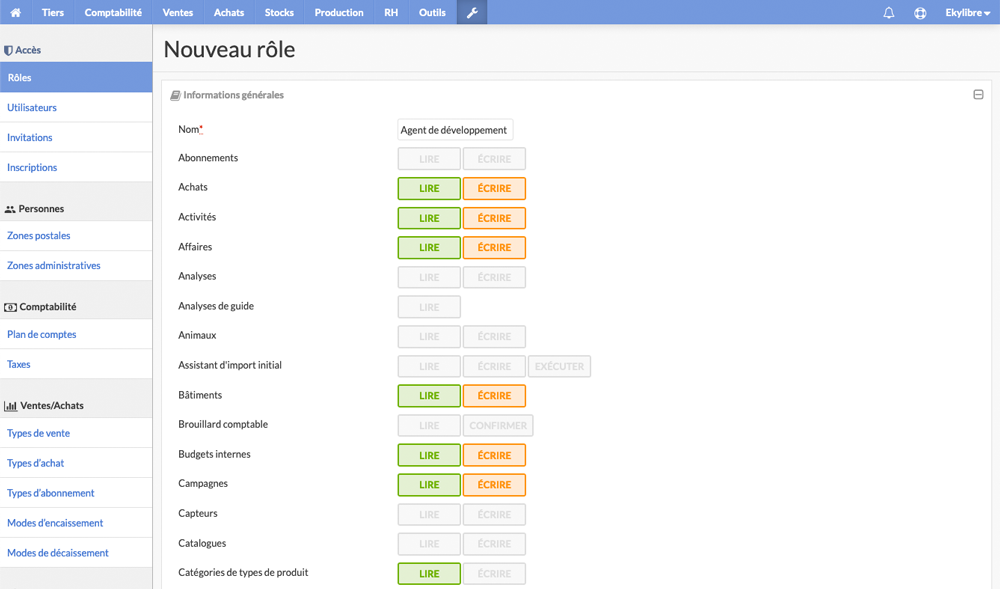 Tiers Comptabilité Ventes Achats Stocks Production RH Outils Ekylibre
Accès
Rôles
Utilisateurs
Invitations
Inscriptions
Personnes
Zones postales
Zones administratives
Comptabilité
Plan de comptes
Taxes
Ventes/Achats
Types de vente
Types d'achat
Types d'abonnement
Modes d'encaissement
Modes de décaissement
Nouveau rôle
Informations générales
Nom* Agent de développement
Abonnements LIRE ÉCRIRE
Achats LIRE ÉCRIRE
Activités LIRE ÉCRIRE
Affaires LIRE ÉCRIRE
Analyses LIRE ÉCRIRE
Analyses de guide LIRE
Animaux LIRE ÉCRIRE
Assistant d'import initial LIRE ÉCRIRE EXÉCUTER
Bâtiments LIRE ÉCRIRE
Brouillard comptable LIRE CONFIRMER
Budgets internes LIRE ÉCRIRE
Campagnes LIRE ÉCRIRE
Capteurs LIRE ÉCRIRE
Catalogues LIRE ÉCRIRE
Catégories de types de produit LIRE ÉCRIRE